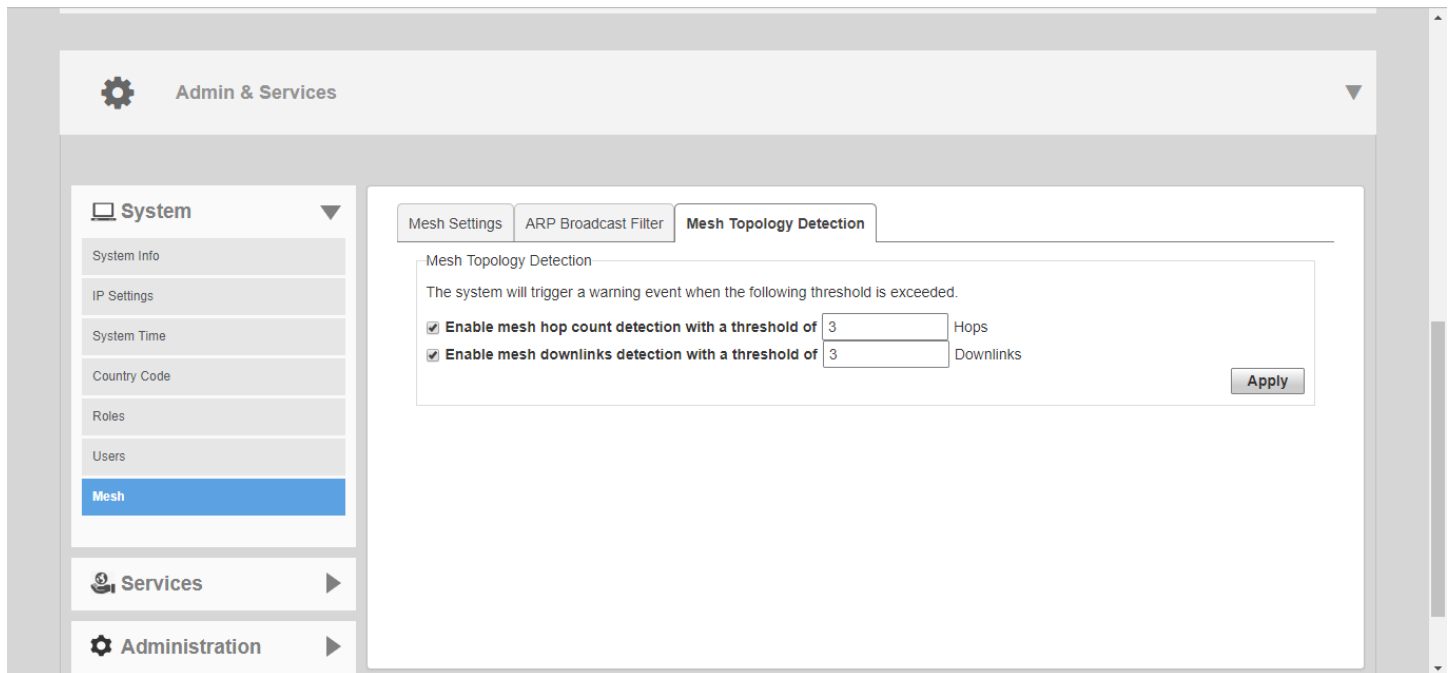 Admin & Services
System
System Info
IP Settings
System Time
Country Code
Roles
Users
Mesh
Services
Administration
Mesh Settings ARP Broadcast Filter Mesh Topology Detection
Mesh Topology Detection
The system will trigger a warning event when the following threshold is exceeded.
Enable mesh hop count detection with a threshold of 3 Hops
Enable mesh downlinks detection with a threshold of 3 Downlinks
Apply